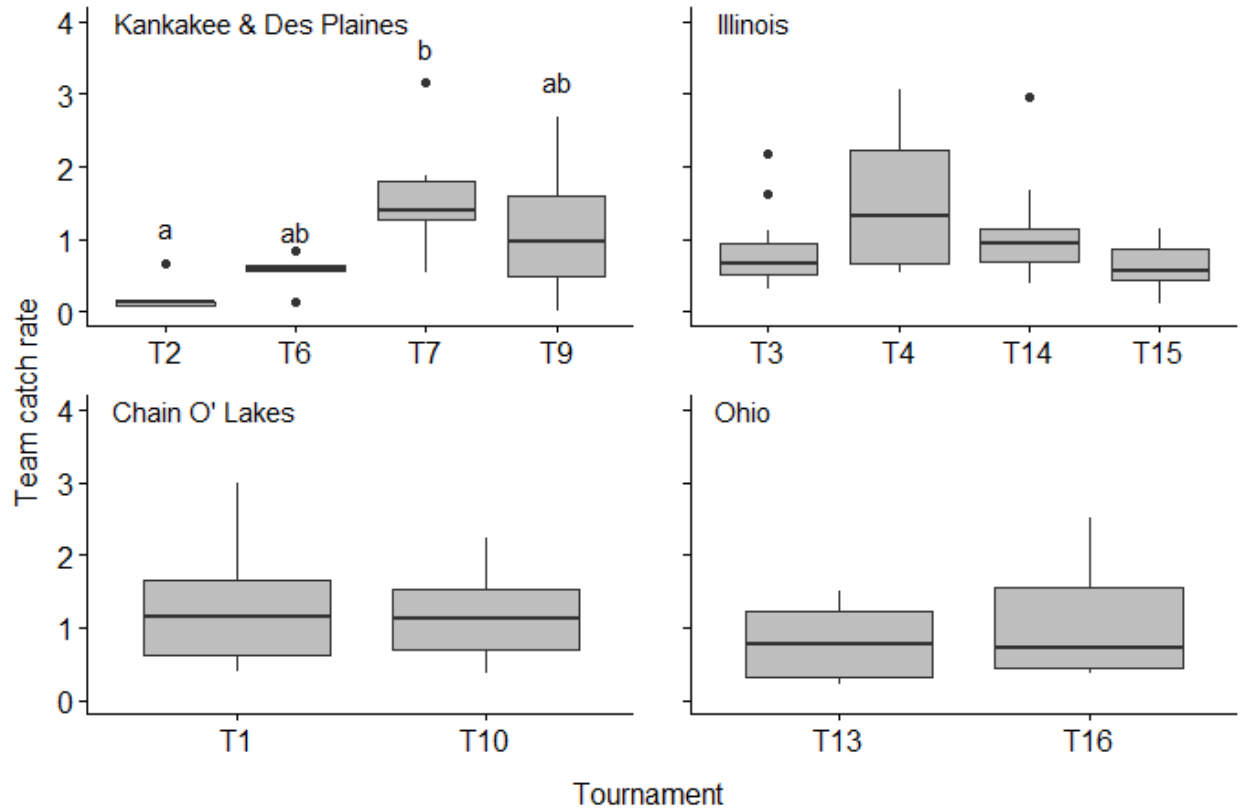 Kankakee & Des Plaines
4
3
2
1
0
a
ab
b
ab
T2
T6
T7
T9
Illinois
T3
T4
T14
T15
Team catch rate
Chain O' Lakes
4
3
2
1
0
T1
T10
Ohio
T13
T16
Tournament